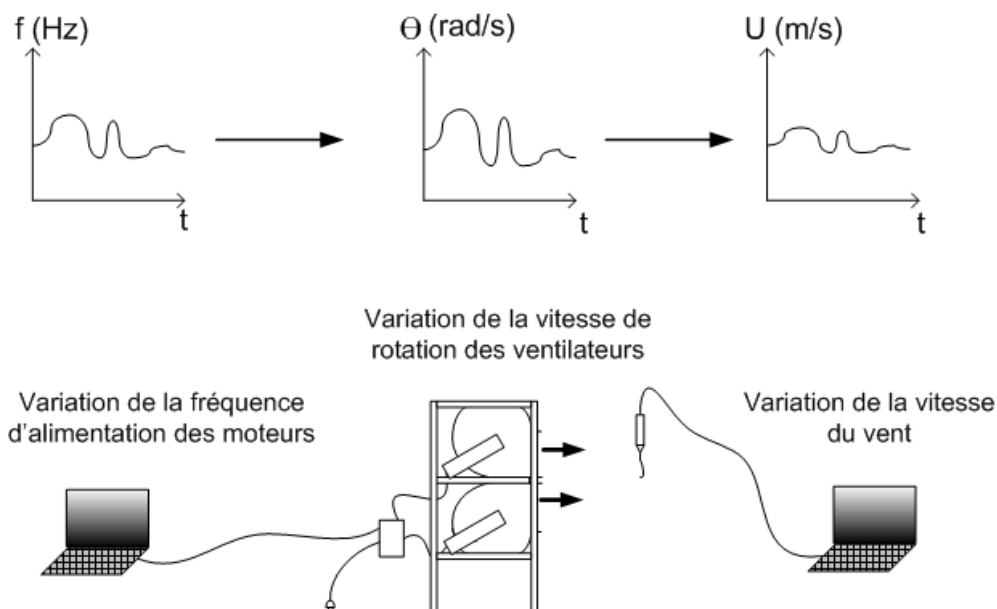 f (Hz)
Θ (rad/s)
U (m/s)
t
t
t
Variation de la vitesse de
rotation des ventilateurs
Variation de la fréquence
d'alimentation des moteurs
Variation de la vitesse
du vent